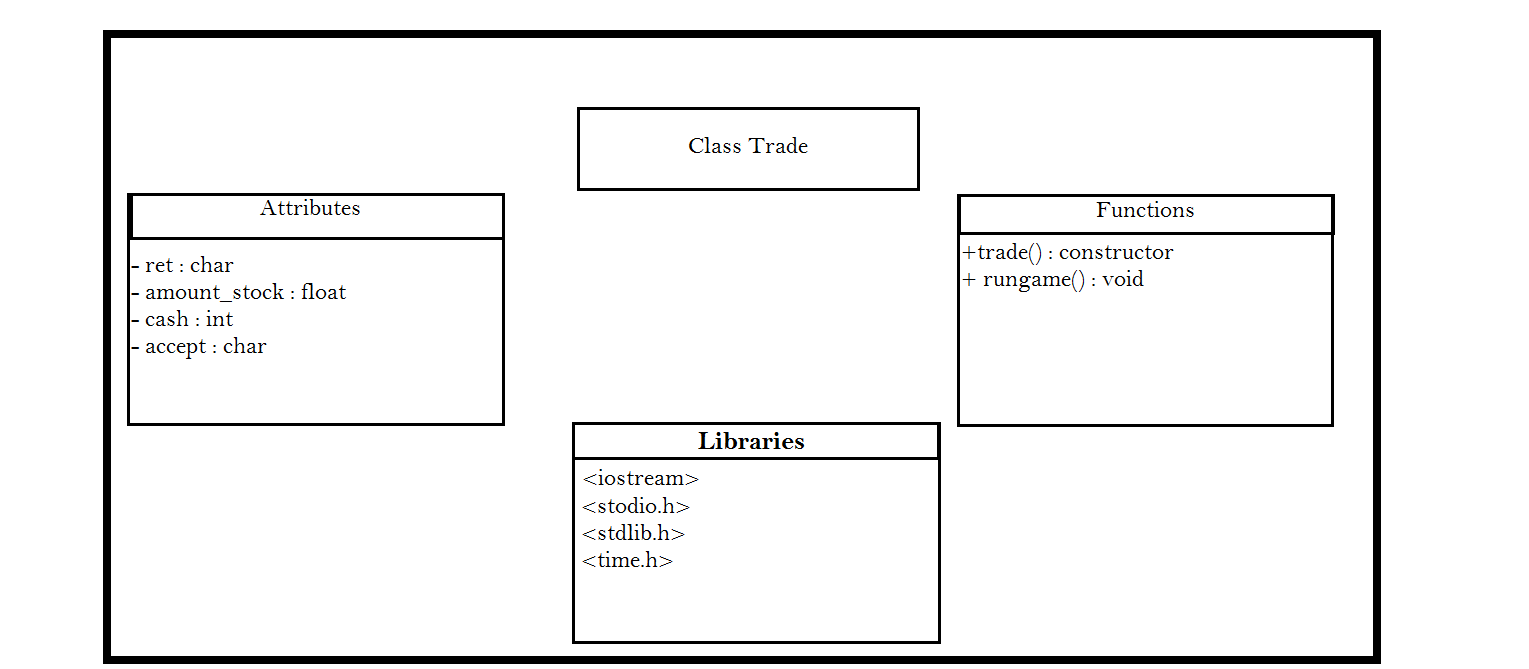 Class Trade
Attributes
- ret : char
- amount_stock : float
- cash : int
- accept : char
Functions
+trade() : constructor
+ rungame() : void
Libraries
<iostream>
<stodio.h>
<stdlib.h>
<time.h>